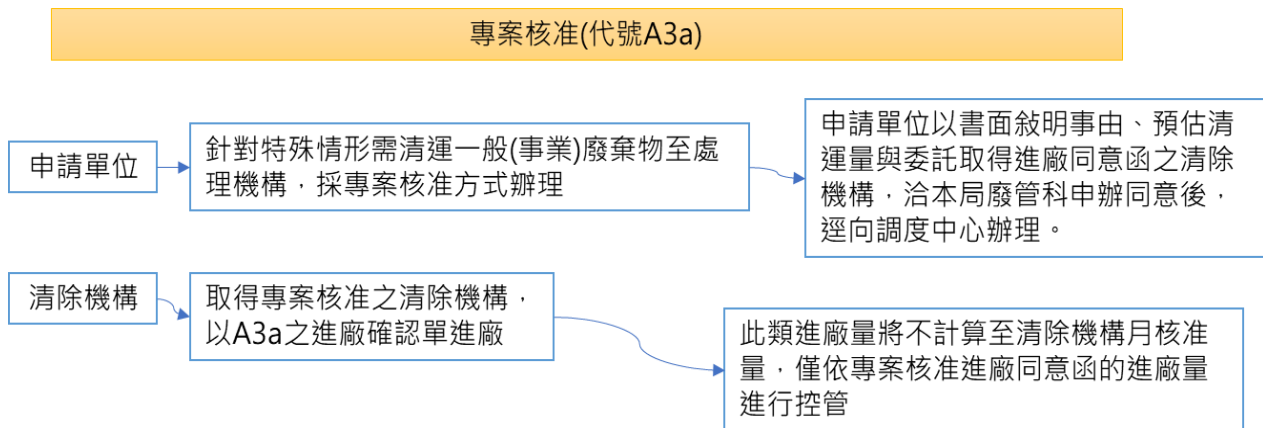 專案核准(代號A3a)
申請單位
針對特殊情形需清運一般(事業)廢棄物至處
理機構，採專案核准方式辦理
申請單位以書面敘明事由、預估清
運量與委託取得進廠同意函之清除
機構，洽本局廢管科申辦同意後，
逕向調度中心辦理。
清除機構
取得專案核准之清除機構，
以A3a之進廠確認單進廠
此類進廠量將不計算至清除機構月核准
量，僅依專案核准進廠同意函的進廠量
進行控管